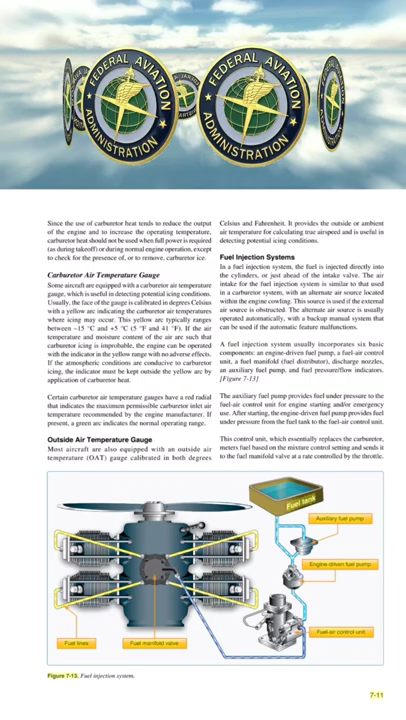 FEDERAL AVIATION
ADMINISTRATION
FEDERAL AVIATION
ADMINISTRATION
Since the use of carburetor heat tends to reduce the output
of the engine and to increase the operating temperature,
carburetor heat should not be used when full power is required
(as during takeoff) or during normal engine operation, except
to check for the presence of, or to remove, carburetor ice.
Carburetor Air Temperature Gauge
Some aircraft are equipped with a carburetor air temperature
gauge, which is useful in detecting potential icing conditions.
Usually, the face of the gauge is calibrated in degrees Celsius
with a yellow arc indicating the carburetor air temperatures
where icing may occur. This yellow arc typically ranges
between –15 °C and +5 °C (5 °F and 41 °F). If the air
temperature and moisture content of the air are such that
carburetor icing is improbable, the engine can be operated
with the indicator in the yellow range with no adverse effects.
If the atmospheric conditions are conducive to carburetor
icing, the indicator must be kept outside the yellow arc by
application of carburetor heat.
Certain carburetor air temperature gauges have a red radial
that indicates the maximum permissible carburetor inlet air
temperature recommended by the engine manufacturer. If
present, a green arc indicates the normal operating range.
Outside Air Temperature Gauge
Most aircraft are also equipped with an outside air
temperature (OAT) gauge calibrated in both degrees
Celsius and Fahrenheit. It provides the outside or ambient
air temperature for calculating true airspeed and is useful in
detecting potential icing conditions.
Fuel Injection Systems
In a fuel injection system, the fuel is injected directly into
the cylinders, or just ahead of the intake valve. The air
intake for the fuel injection system is similar to that used
in a carburetor system, with an alternate air source located
within the engine cowling. This source is used if the external
air source is obstructed. The alternate air source is usually
operated automatically, with a backup manual system that
can be used if the automatic feature malfunctions.
A fuel injection system usually incorporates six basic
components: an engine-driven fuel pump, a fuel-air control
unit, a fuel manifold (fuel distributor), discharge nozzles,
an auxiliary fuel pump, and fuel pressure/flow indicators.
[Figure 7-13]
The auxiliary fuel pump provides fuel under pressure to the
fuel-air control unit for engine starting and/or emergency
use. After starting, the engine-driven fuel pump provides fuel
under pressure from the fuel tank to the fuel-air control unit.
This control unit, which essentially replaces the carburetor,
meters fuel based on the mixture control setting and sends it
to the fuel manifold valve at a rate controlled by the throttle.
Fuel tank
Auxiliary fuel pump
Engine-driven fuel pump
Fuel-air control unit
Fuel lines
Fuel manifold valve
Figure 7-13. Fuel injection system.
7-11